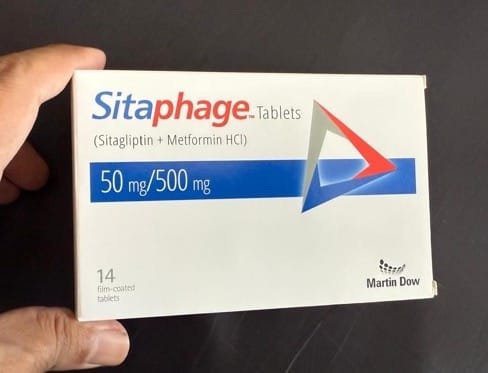 Sitaphage™ Tablets
(Sitagliptin + Metformin HCl)
50 mg/500 mg
14
film-coated
tablets
Martin Dow